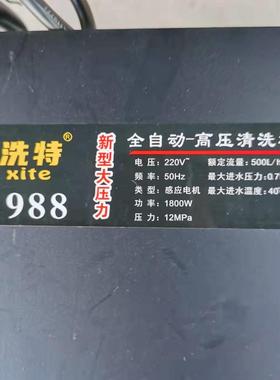 洗特®
xite
988
新型大压力
全自动-高压清洗
电压：220V~
额定流量：500L/
频率：50Hz
最大进水压力：0.7
类型：感应电机
最大进水温度：40
功率：1800W
压力：12MPa